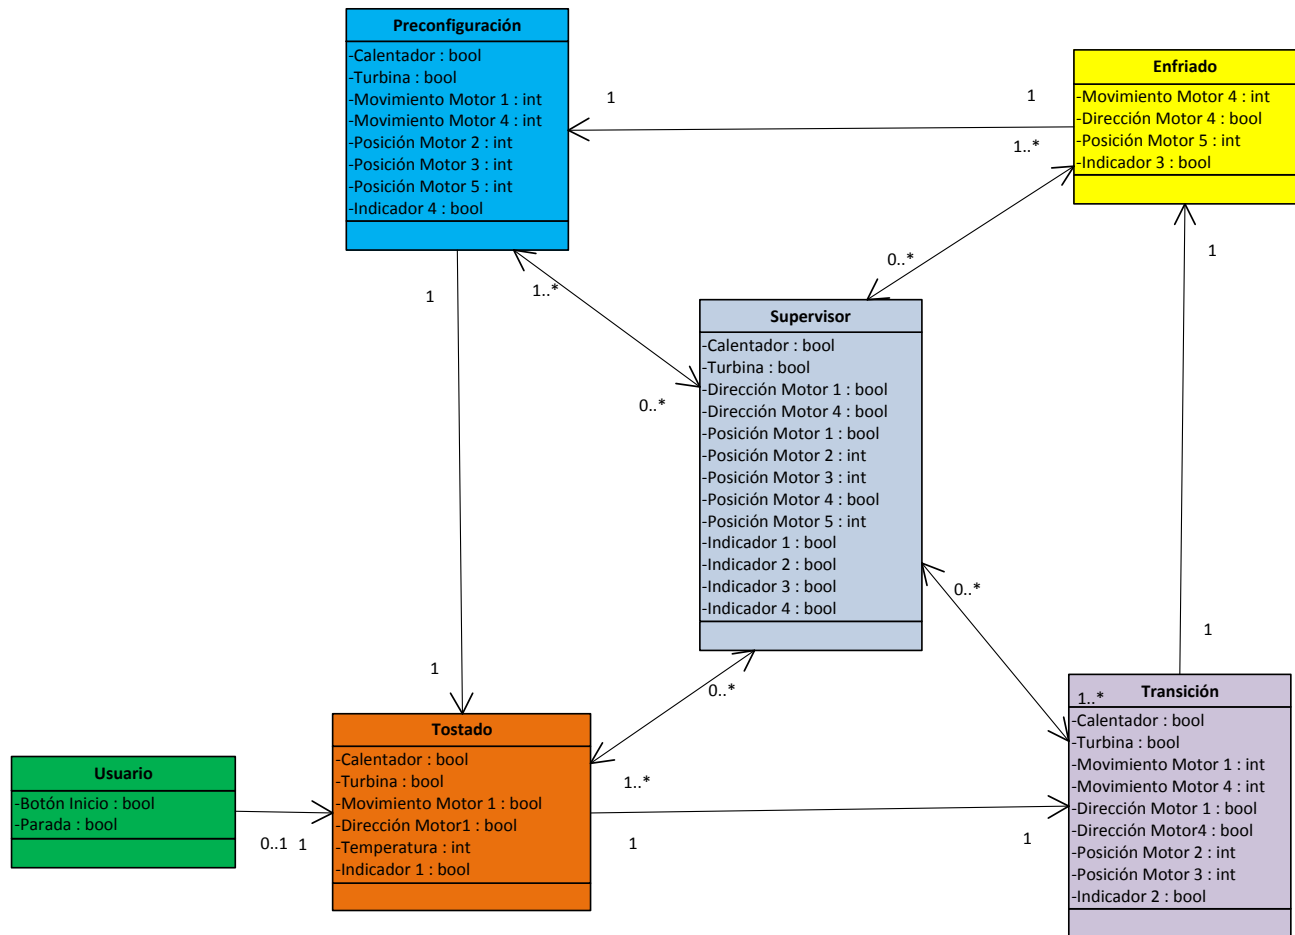 Preconfiguración
-Calentador : bool
-Turbina : bool
-Movimiento Motor 1 : int
-Movimiento Motor 4 : int
-Posición Motor 2 : int
-Posición Motor 3 : int
-Posición Motor 5 : int
-Indicador 4 : bool
Enfriado
-Movimiento Motor 4 : int
-Dirección Motor 4 : bool
-Posición Motor 5 : int
-Indicador 3 : bool
1
1
1..*
0..*
1
1
1..*
0..*
Supervisor
-Calentador : bool
-Turbina : bool
-Dirección Motor 1 : bool
-Dirección Motor 4 : bool
-Posición Motor 1 : bool
-Posición Motor 2 : int
-Posición Motor 3 : int
-Posición Motor 4 : bool
-Posición Motor 5 : int
-Indicador 1 : bool
-Indicador 2 : bool
-Indicador 3 : bool
-Indicador 4 : bool
0..*
1
1
0..*
1..*
Transición
-Calentador : bool
-Turbina : bool
-Movimiento Motor 1 : int
-Movimiento Motor 4 : int
-Dirección Motor 1 : bool
-Dirección Motor4 : bool
-Posición Motor 2 : int
-Posición Motor 3 : int
-Indicador 2 : bool
Tostado
-Calentador : bool
-Turbina : bool
-Movimiento Motor 1 : bool
-Dirección Motor1 : bool
-Temperatura : int
-Indicador 1 : bool
1..*
1
1
Usuario
-Botón Inicio : bool
-Parada : bool
0..1
1